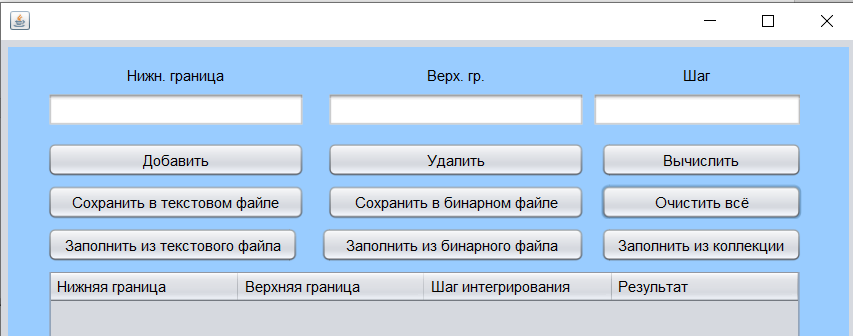 Нижн. граница Верх. гр. Шаг
Добавить Удалить Вычислить
Сохранить в текстовом файле Сохранить в бинарном файле Очистить всё
Заполнить из текстового файла Заполнить из бинарного файла Заполнить из коллекции
Нижняя граница Верхняя граница Шаг интегрирования Результат